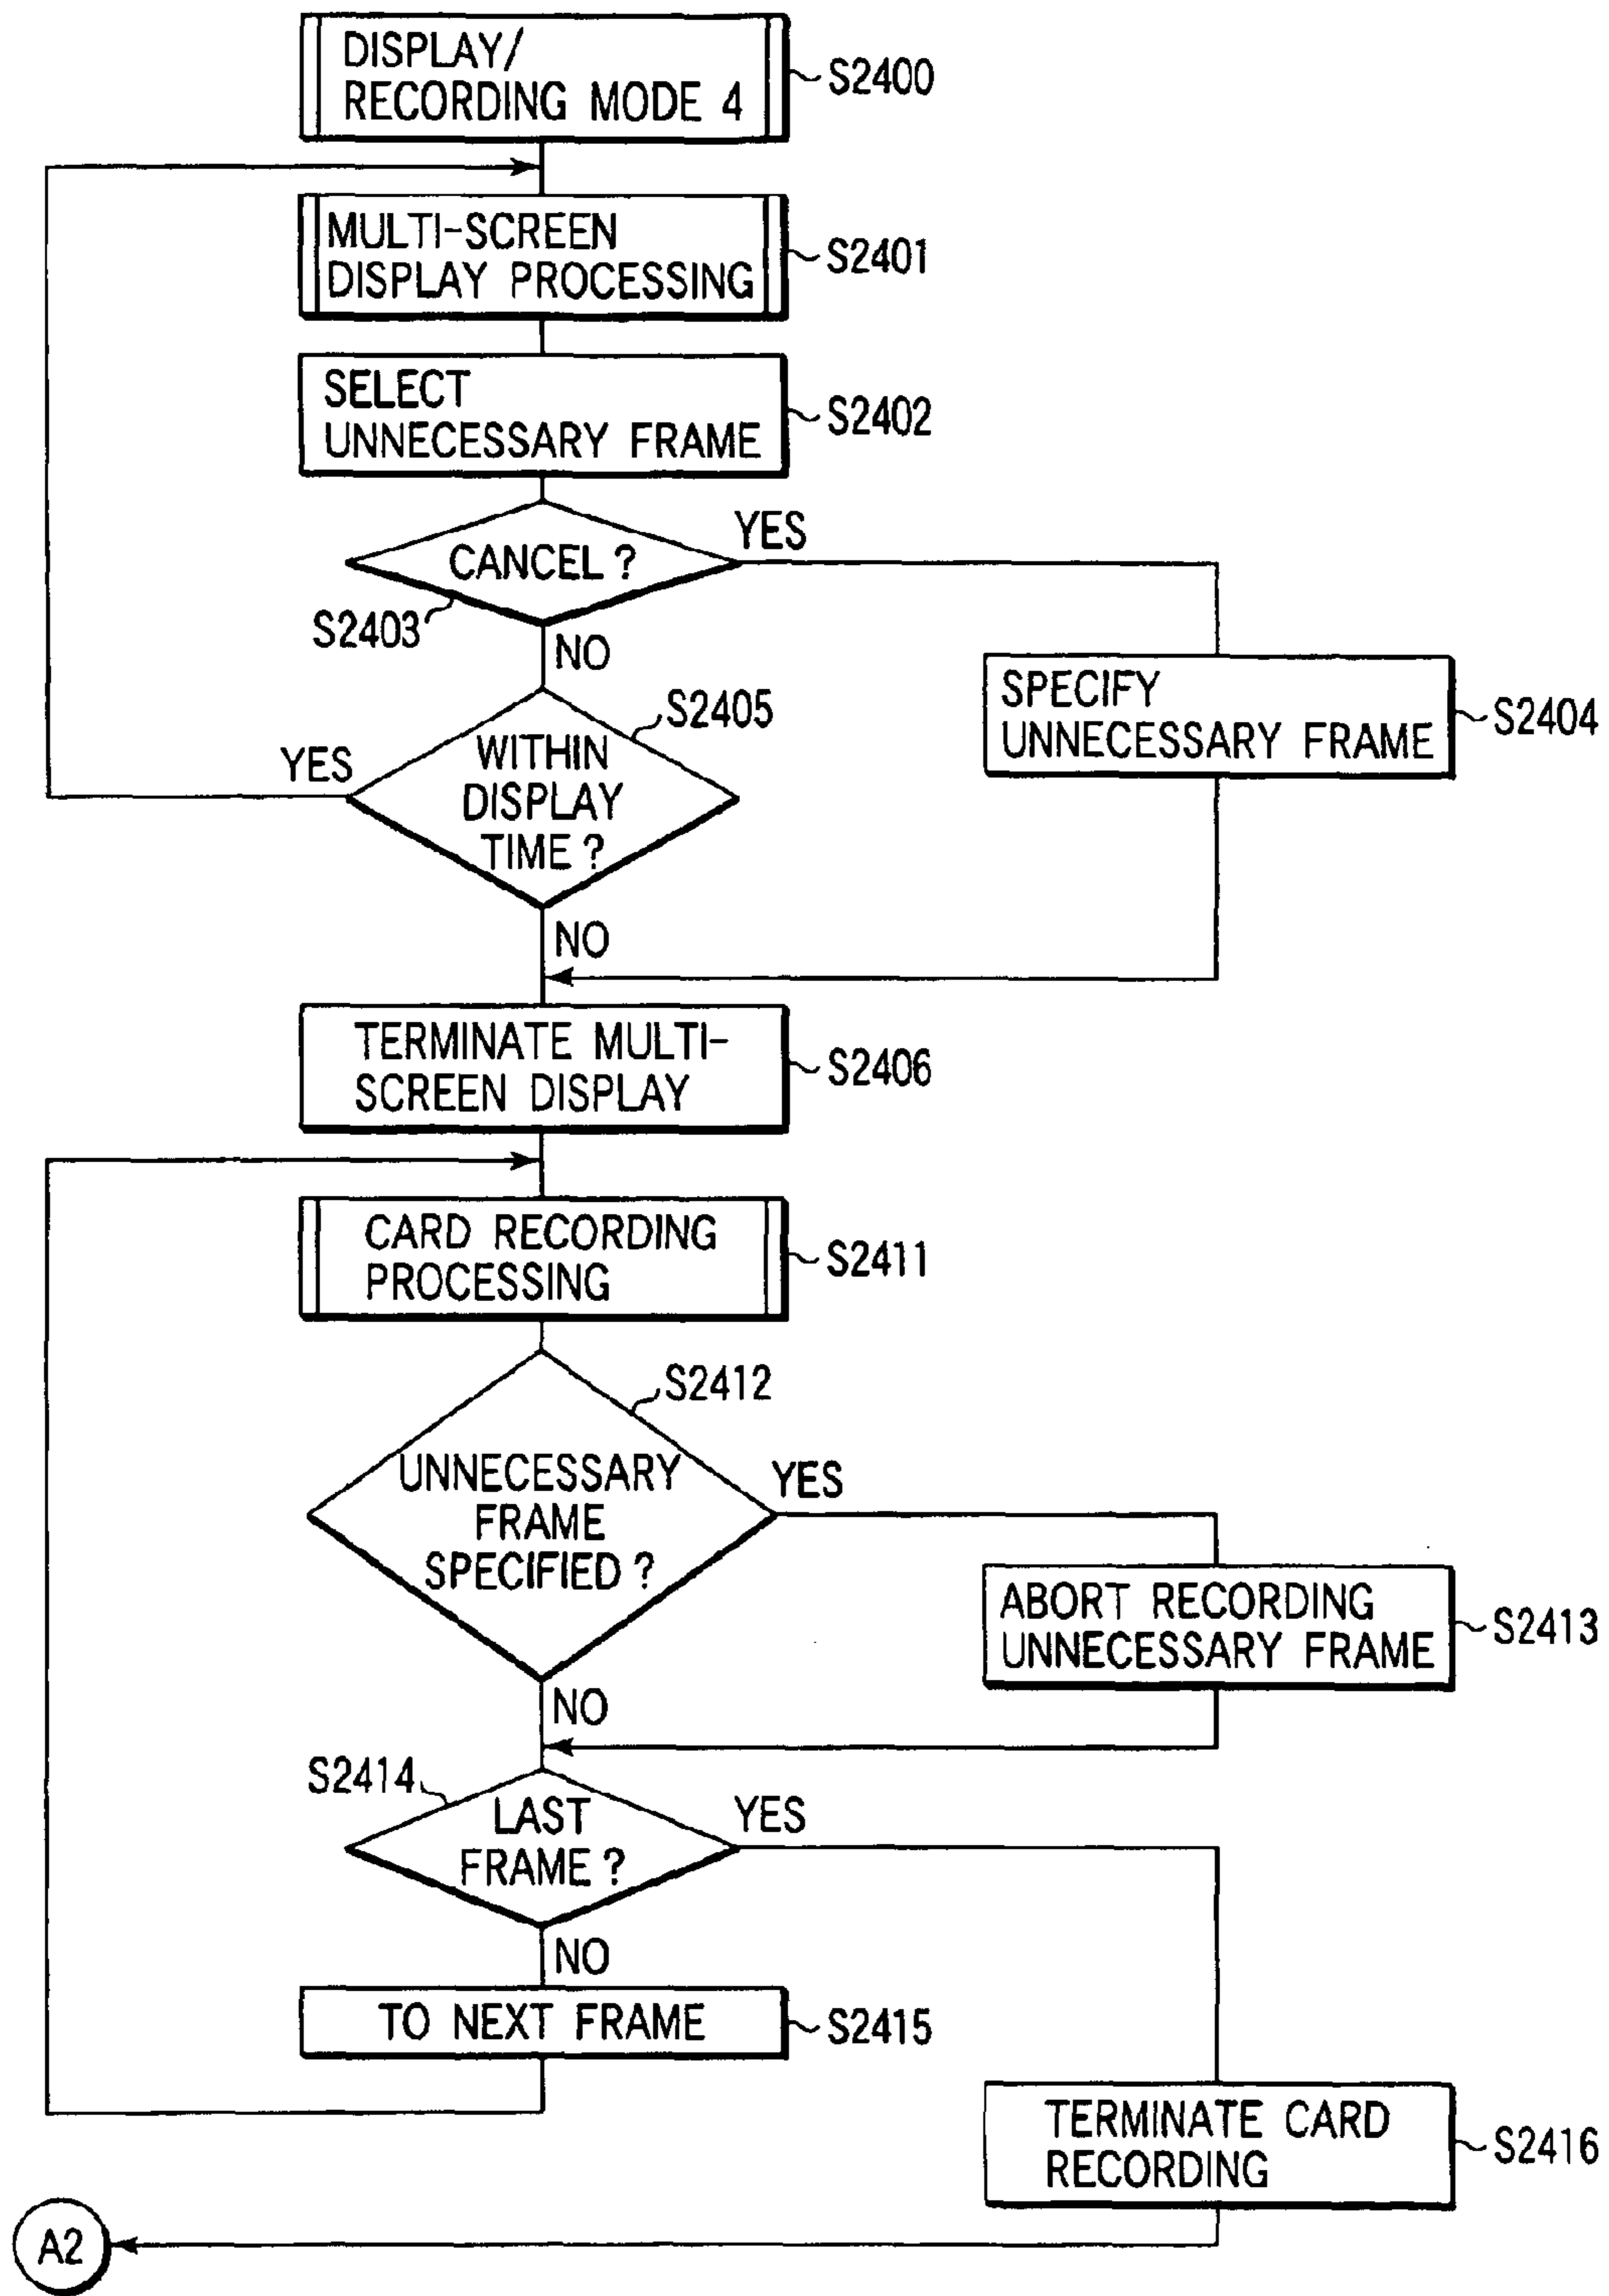 DISPLAY/
RECORDING MODE 4
S2400
MULTI-SCREEN
DISPLAY PROCESSING
S2401
SELECT
UNNECESSARY FRAME
S2402
CANCEL ?
YES
S2403
NO
SPECIFY
UNNECESSARY FRAME
S2404
S2405
YES
WITHIN
DISPLAY
TIME ?
NO
TERMINATE MULTI-
SCREEN DISPLAY
S2406
CARD RECORDING
PROCESSING
S2411
S2412
UNNECESSARY
FRAME
SPECIFIED ?
YES
ABORT RECORDING
UNNECESSARY FRAME
S2413
NO
S2414
LAST
FRAME ?
YES
NO
TO NEXT FRAME
S2415
TERMINATE CARD
RECORDING
S2416
A2